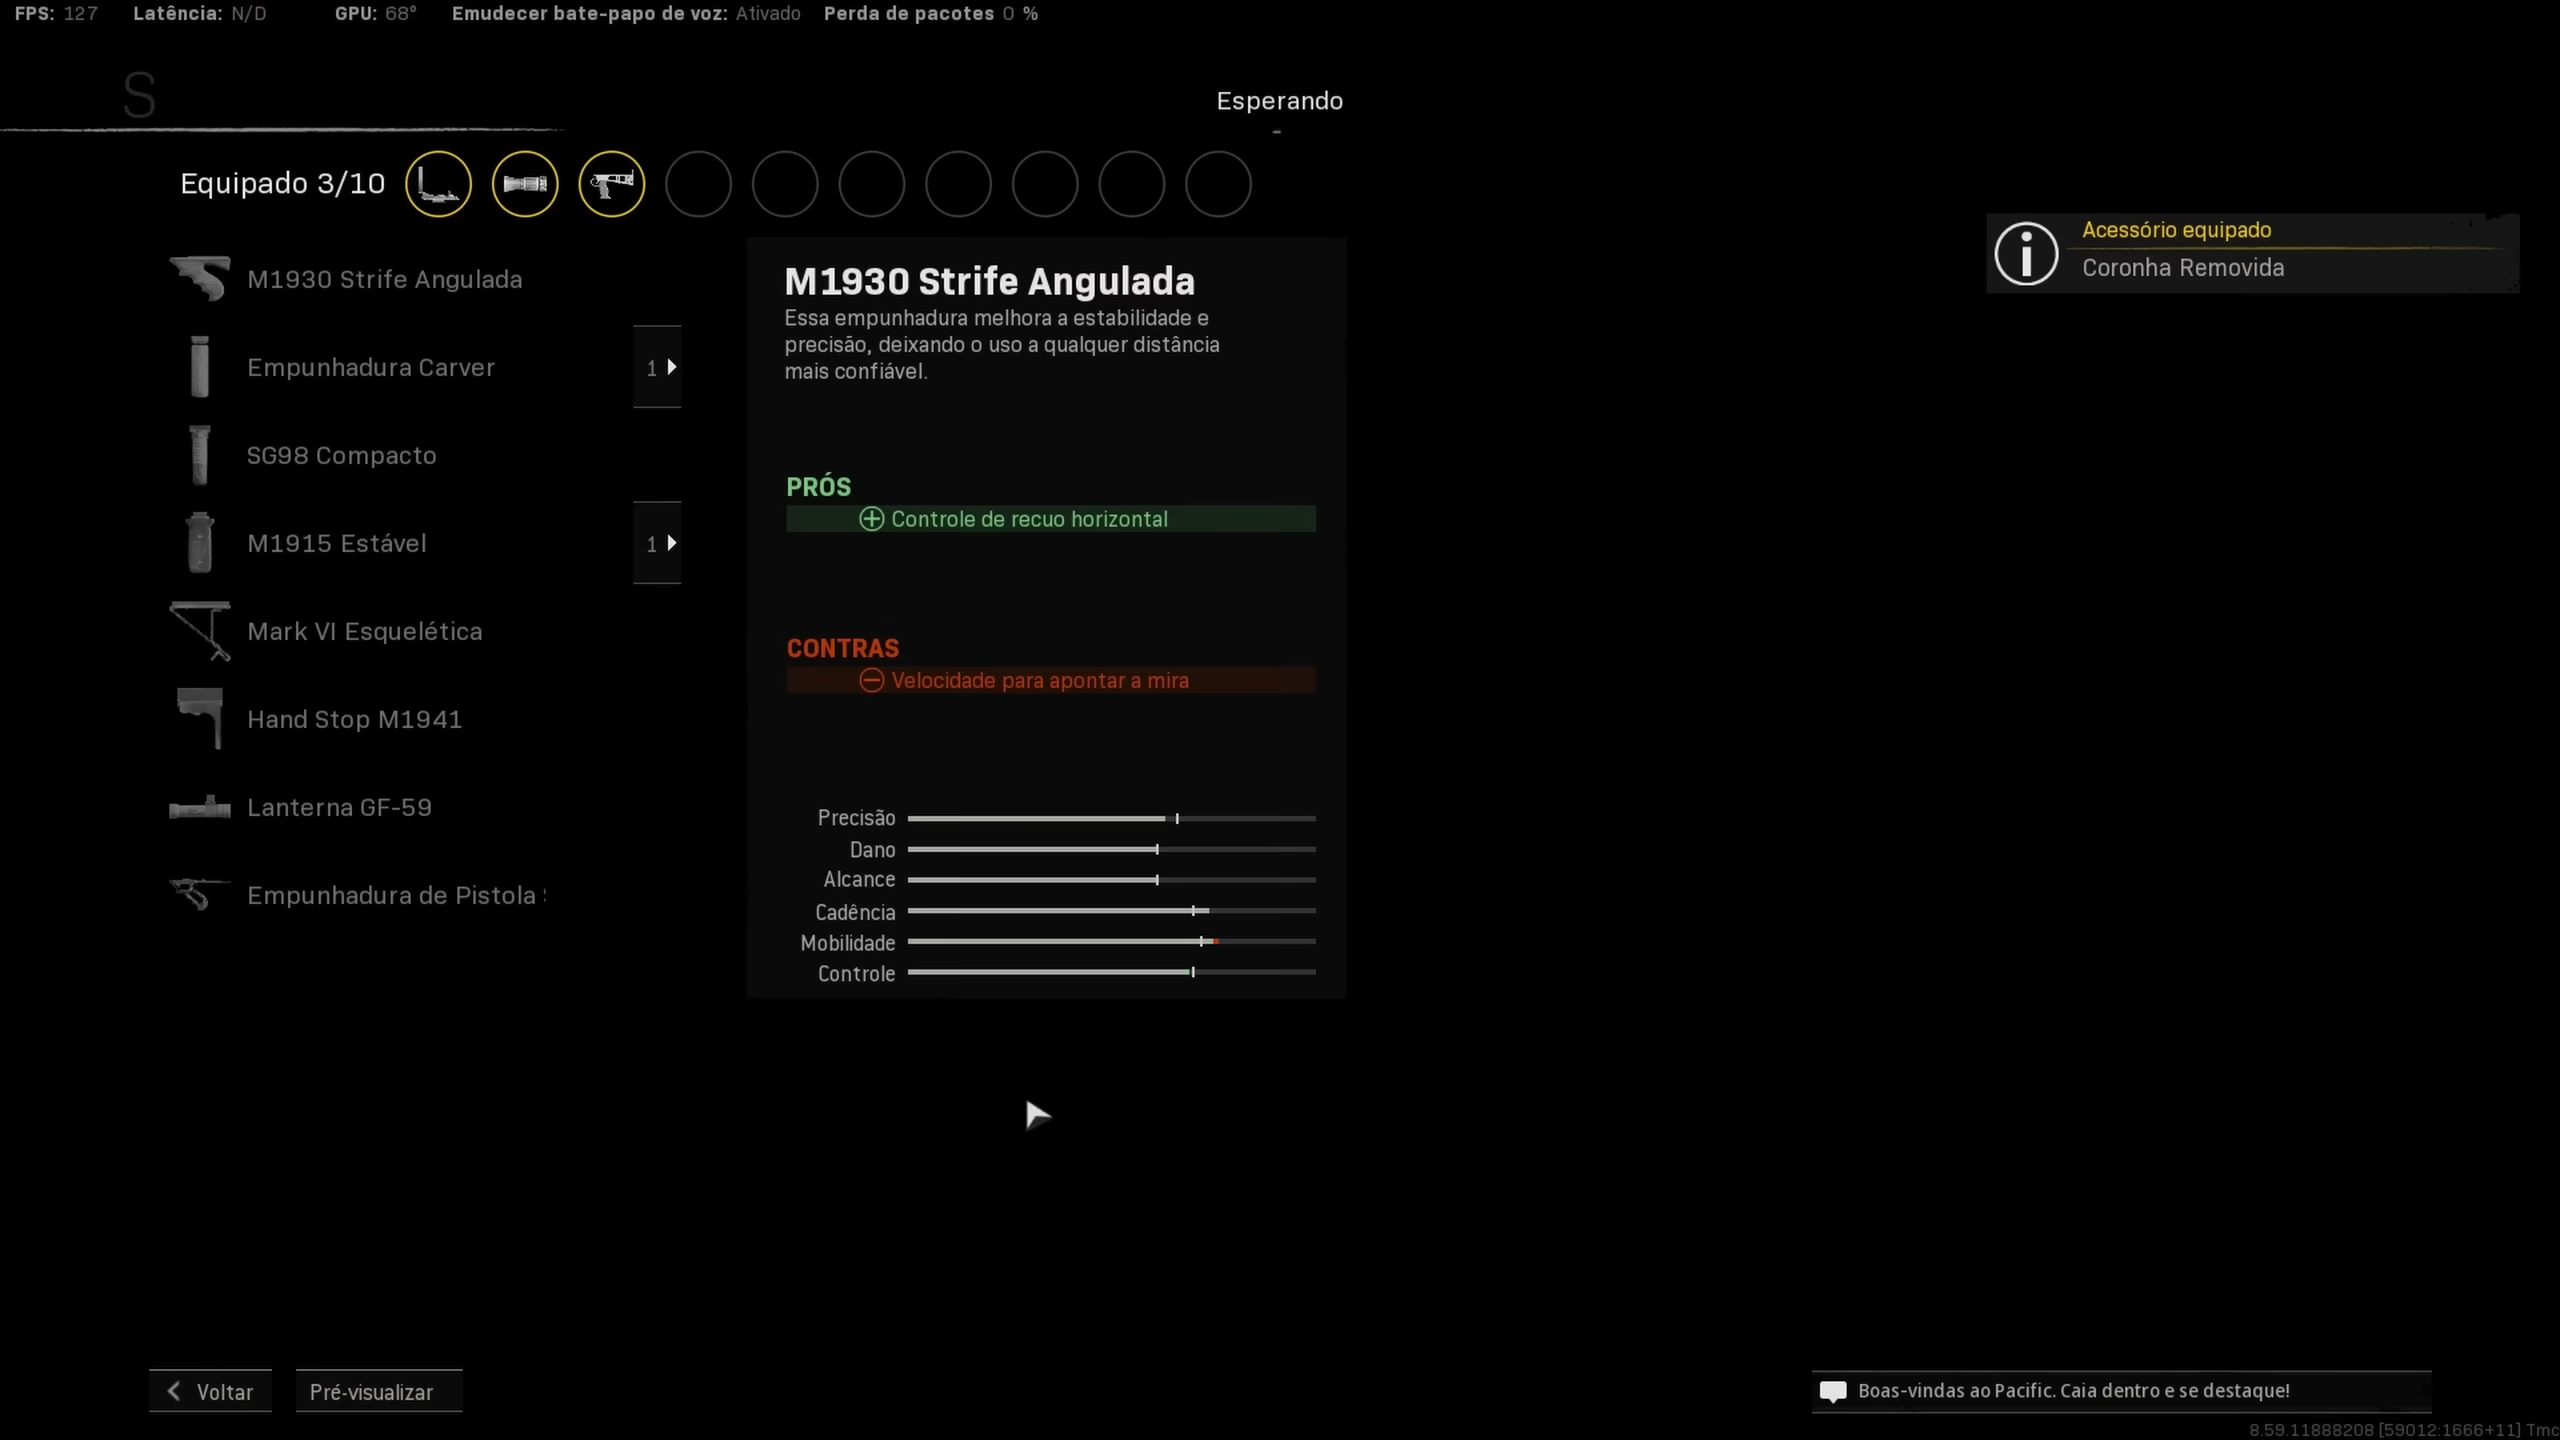 FPS: 127 Latência: N/D GPU: 68° Emudecer bate-papo de voz: Ativado Perda de pacotes 0 %
S
Esperando
Equipado 3/10
Acessório equipado
Coronha Removida
M1930 Strife Angulada
Empunhadura Carver
1
SG98 Compacto
M1915 Estável
1
Mark VI Esquelética
Hand Stop M1941
Lanterna GF-59
Empunhadura de Pistola
M1930 Strife Angulada
Essa empunhadura melhora a estabilidade e
precisão, deixando o uso a qualquer distância
mais confiável.
PRÓS
Controle de recuo horizontal
CONTRAS
Velocidade para apontar a mira
Precisão
Dano
Alcance
Cadência
Mobilidade
Controle
Voltar
Pré-visualizar
Boas-vindas ao Pacific. Caia dentro e se destaque!
8.59.11888208 [59012:1666+11] Tmc